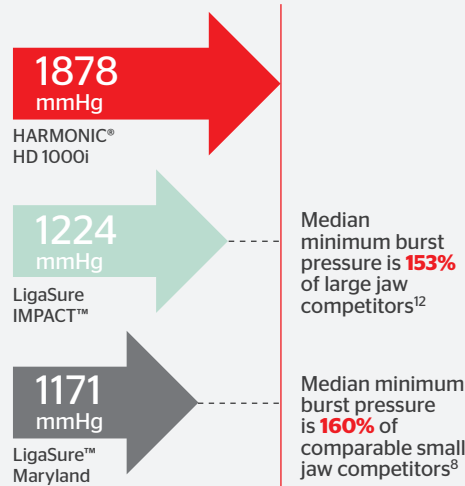 1878
mmHg
HARMONIC®
HD 1000i
1224
mmHg
LigaSure
IMPACT™
Median
minimum burst
pressure is 153%
of large jaw
competitors12
1171
mmHg
LigaSure™
Maryland
Median minimum
burst pressure
is 160% of
comparable small
jaw competitors8